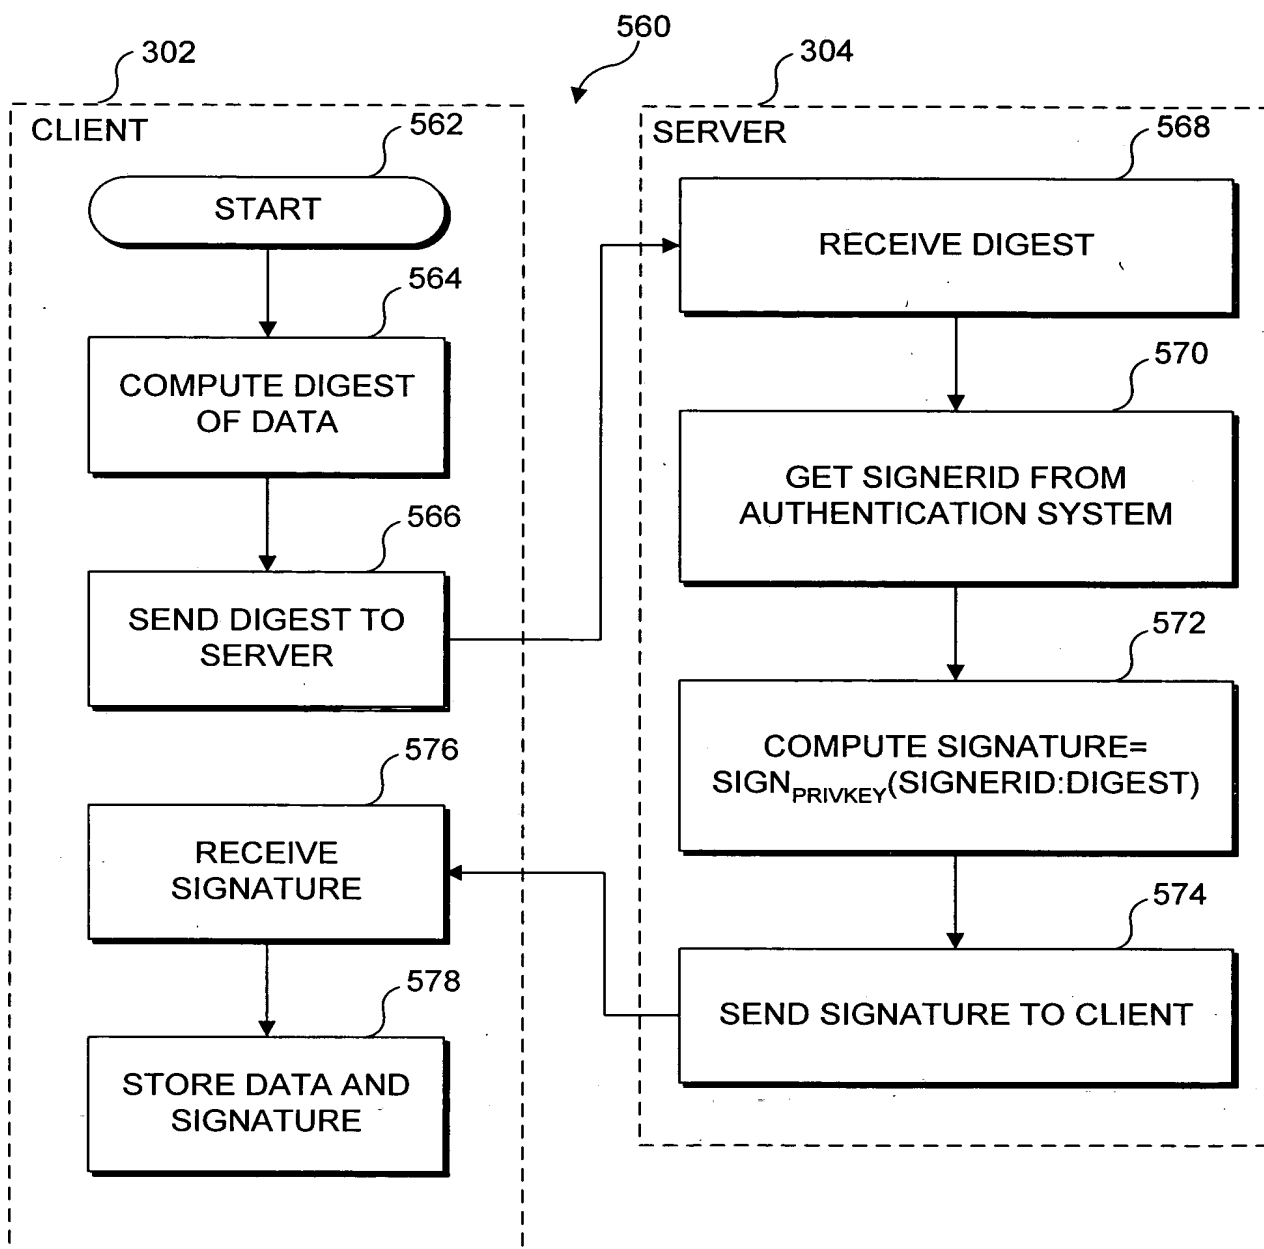 560
302
304
CLIENT
562
START
564
COMPUTE DIGEST
OF DATA
566
SEND DIGEST TO
SERVER
SERVER
568
RECEIVE DIGEST
570
GET SIGNERID FROM
AUTHENTICATION SYSTEM
572
COMPUTE SIGNATURE=
SIGNPRIVKEY(SIGNERID:DIGEST)
574
SEND SIGNATURE TO CLIENT
576
RECEIVE
SIGNATURE
578
STORE DATA AND
SIGNATURE